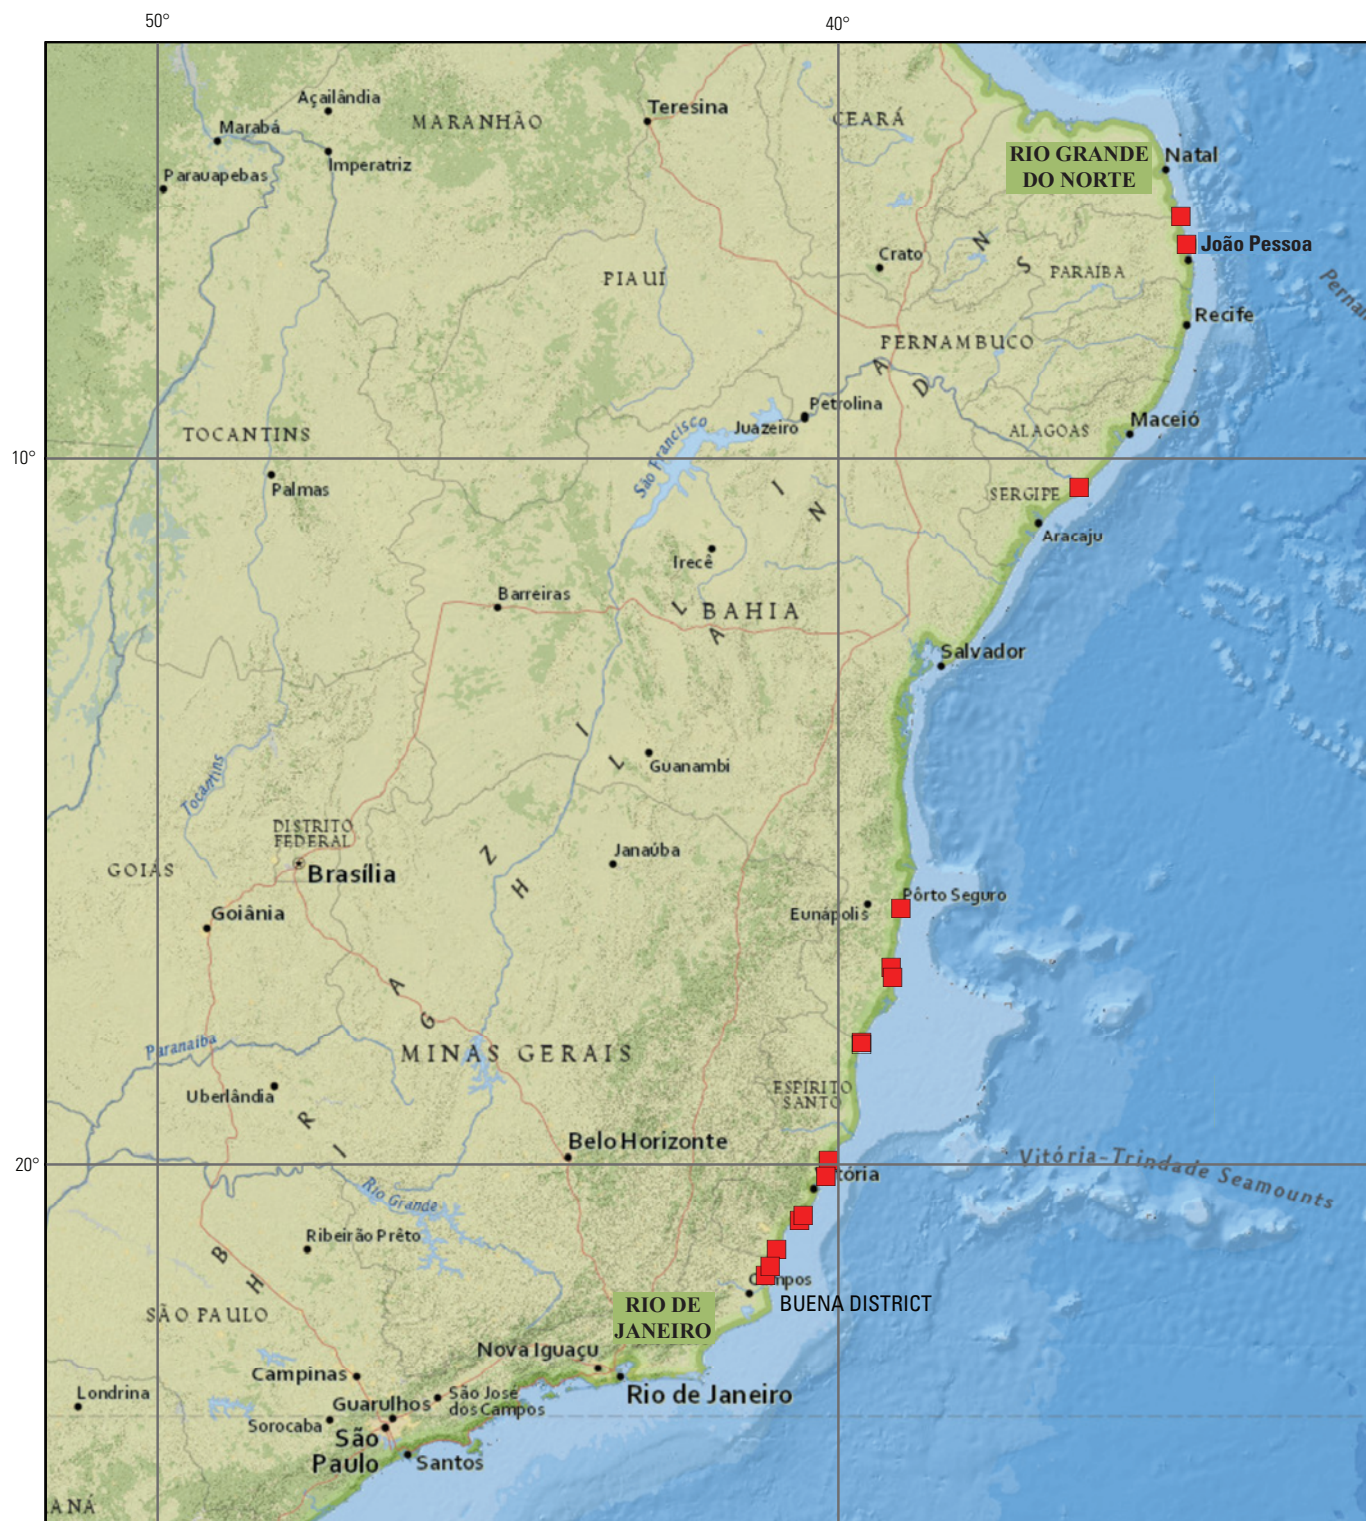 50°
40°
Açailândia
Marabá
MARANHÃO
Teresina
CEARÁ
Imperatriz
Parauapebas
RIO GRANDE
DO NORTE
Natal
João Pessoa
Crato
N
S
PARAÍBA
PIAUÍ
Pernam
Recife
PERNAMBUCO
A
D
Petrolina
Juazeiro
São Francisco
Maceió
ALAGOAS
TOCANTINS
10°
Palmas
I
N
SERGIPE
Aracaju
Irecê
Barreiras
L
A
BAHIA
Salvador
I
L
Guanambi
Tocantins
DISTRITO
FEDERAL
GOIÁS
Brasília
Janaúba
Z
H
Goiânia
Eunápolis
Pôrto Seguro
A
G
Paranaíba
MINAS GERAIS
Uberlândia
ESPÍRITO
SANTO
R
I
Belo Horizonte
20°
tória
Vitória-Trindade Seamounts
Rio Grande
Ribeirão Prêto
B
H
Campos
BUENA DISTRICT
SÃO PAULO
RIO DE
JANEIRO
Nova Iguaçu
Campinas
Rio de Janeiro
Londrina
São José
dos Campos
Guarulhos
Sorocaba
São
Paulo
Santos
ANÁ